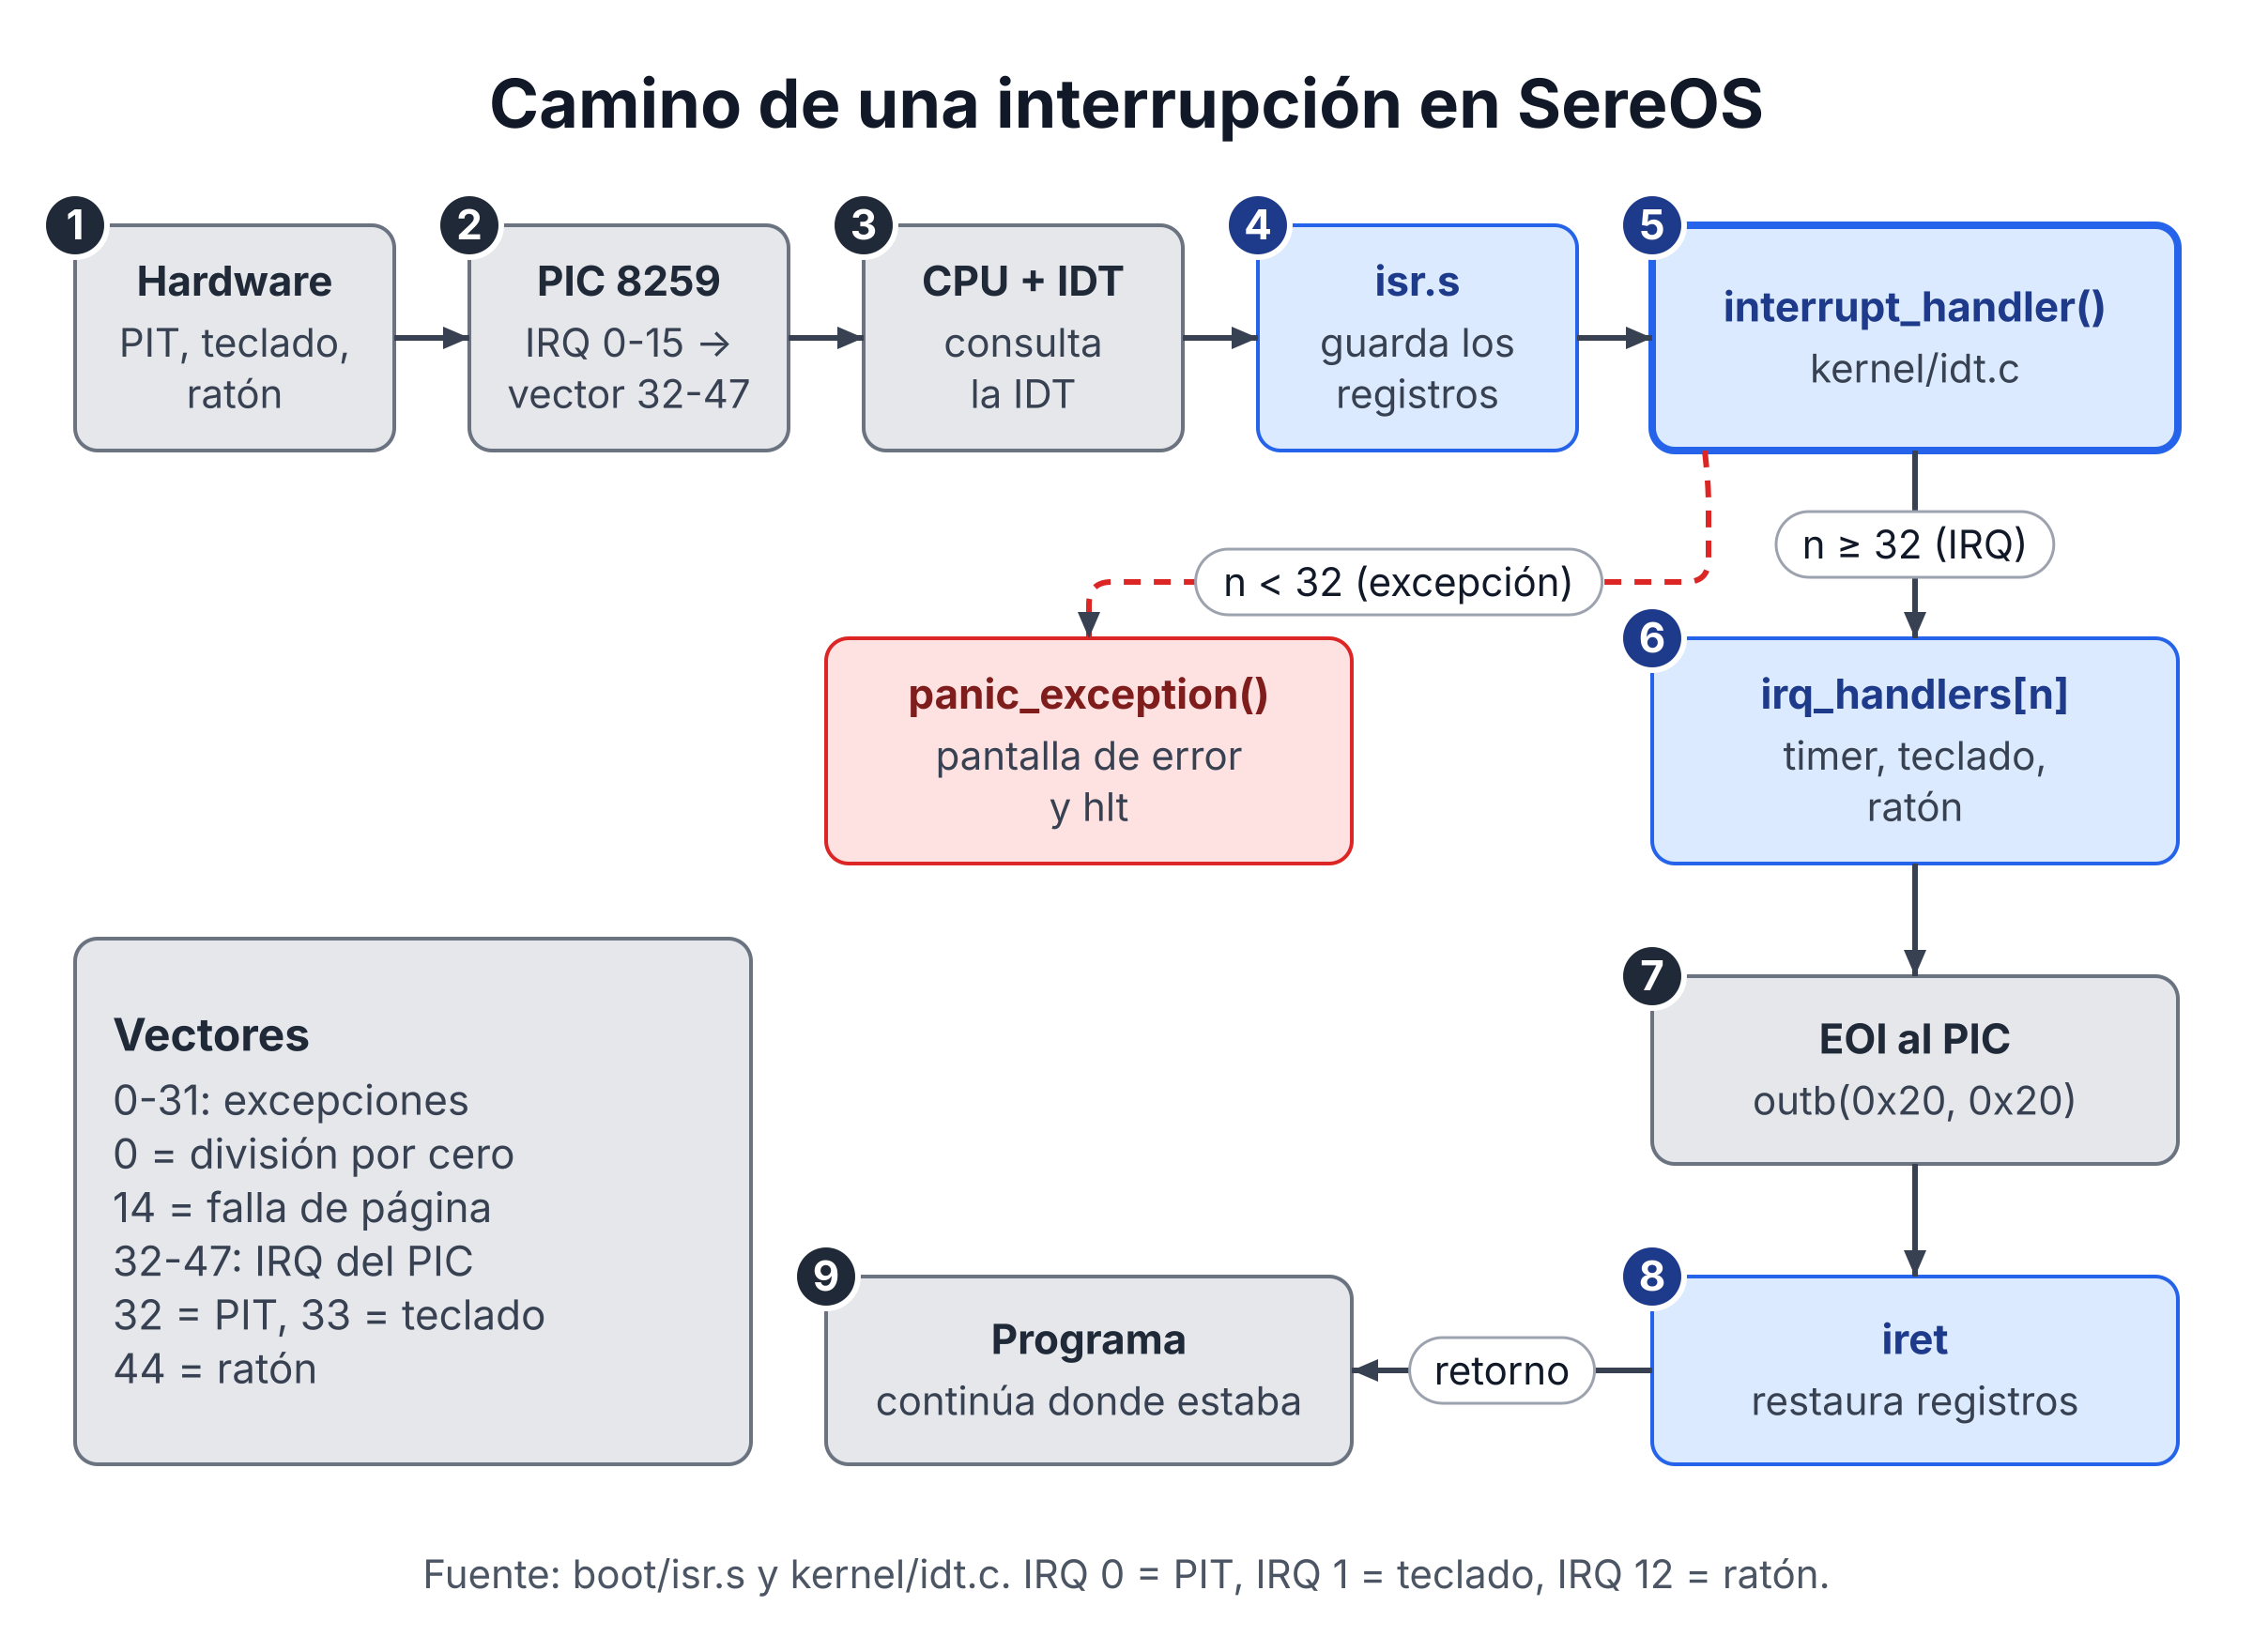 Camino de una interrupción en SereOS
1
Hardware
PIT, teclado,
ratón
2
PIC 8259
IRQ 0-15 →
vector 32-47
3
CPU + IDT
consulta
la IDT
4
isr.s
guarda los
registros
5
interrupt_handler()
kernel/idt.c
n ≥ 32 (IRQ)
n < 32 (excepción)
panic_exception()
pantalla de error
y hlt
6
irq_handlers[n]
timer, teclado,
ratón
7
EOI al PIC
outb(0x20, 0x20)
8
iret
restaura registros
retorno
9
Programa
continúa donde estaba
Vectores
0-31: excepciones
0 = división por cero
14 = falla de página
32-47: IRQ del PIC
32 = PIT, 33 = teclado
44 = ratón
Fuente: boot/isr.s y kernel/idt.c. IRQ 0 = PIT, IRQ 1 = teclado, IRQ 12 = ratón.